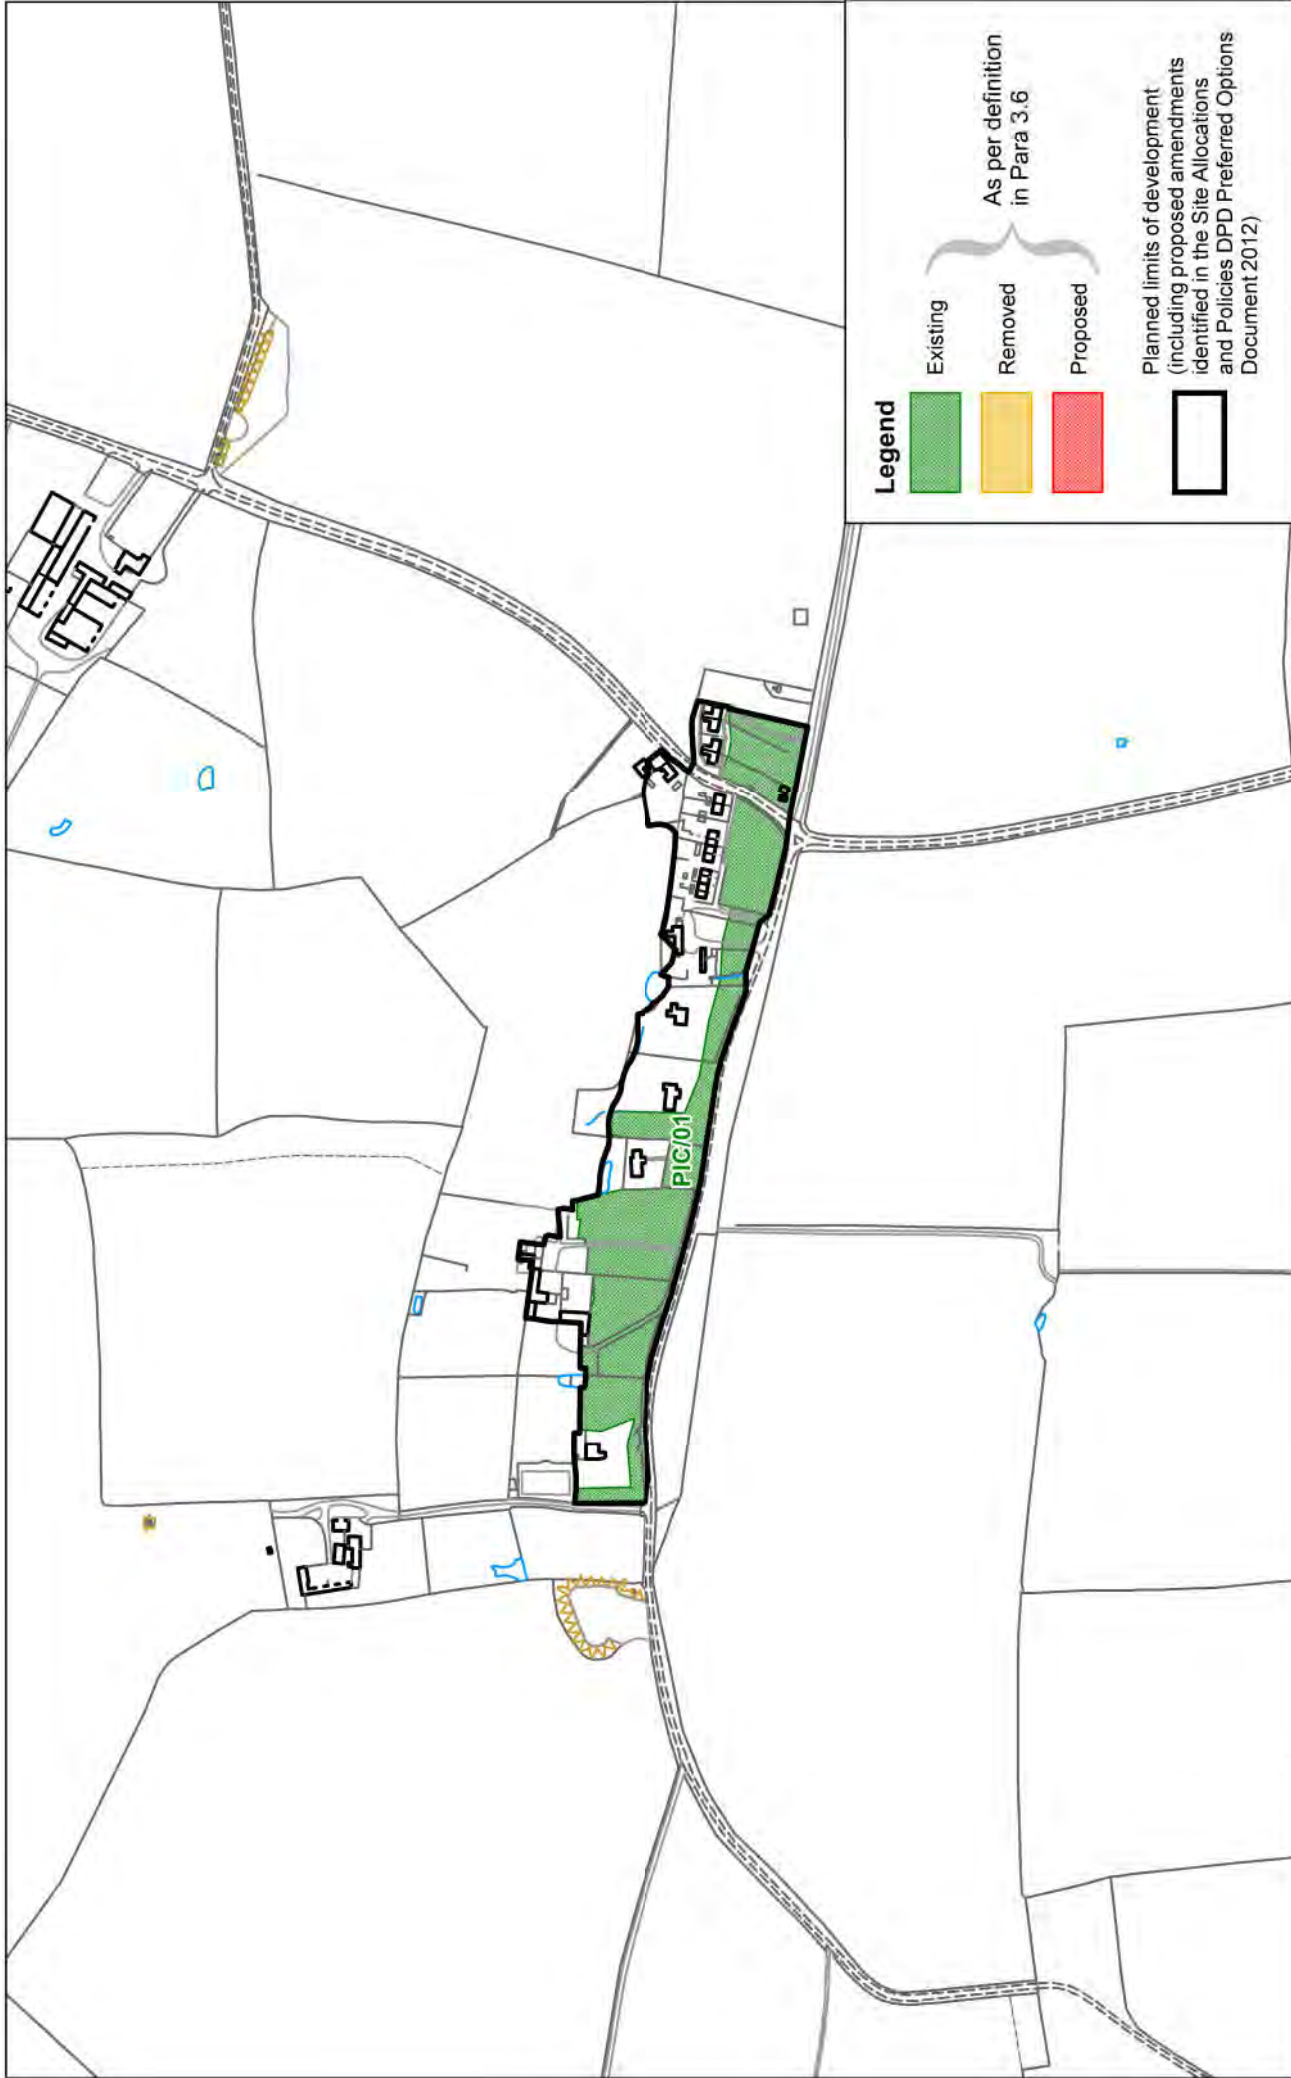 PIC/01
Legend
Existing
Removed
Proposed
As per definition
in Para 3.6
Planned limits of development
(including proposed amendments
identified in the Site Allocations
and Policies DPD Preferred Options
Document 2012)